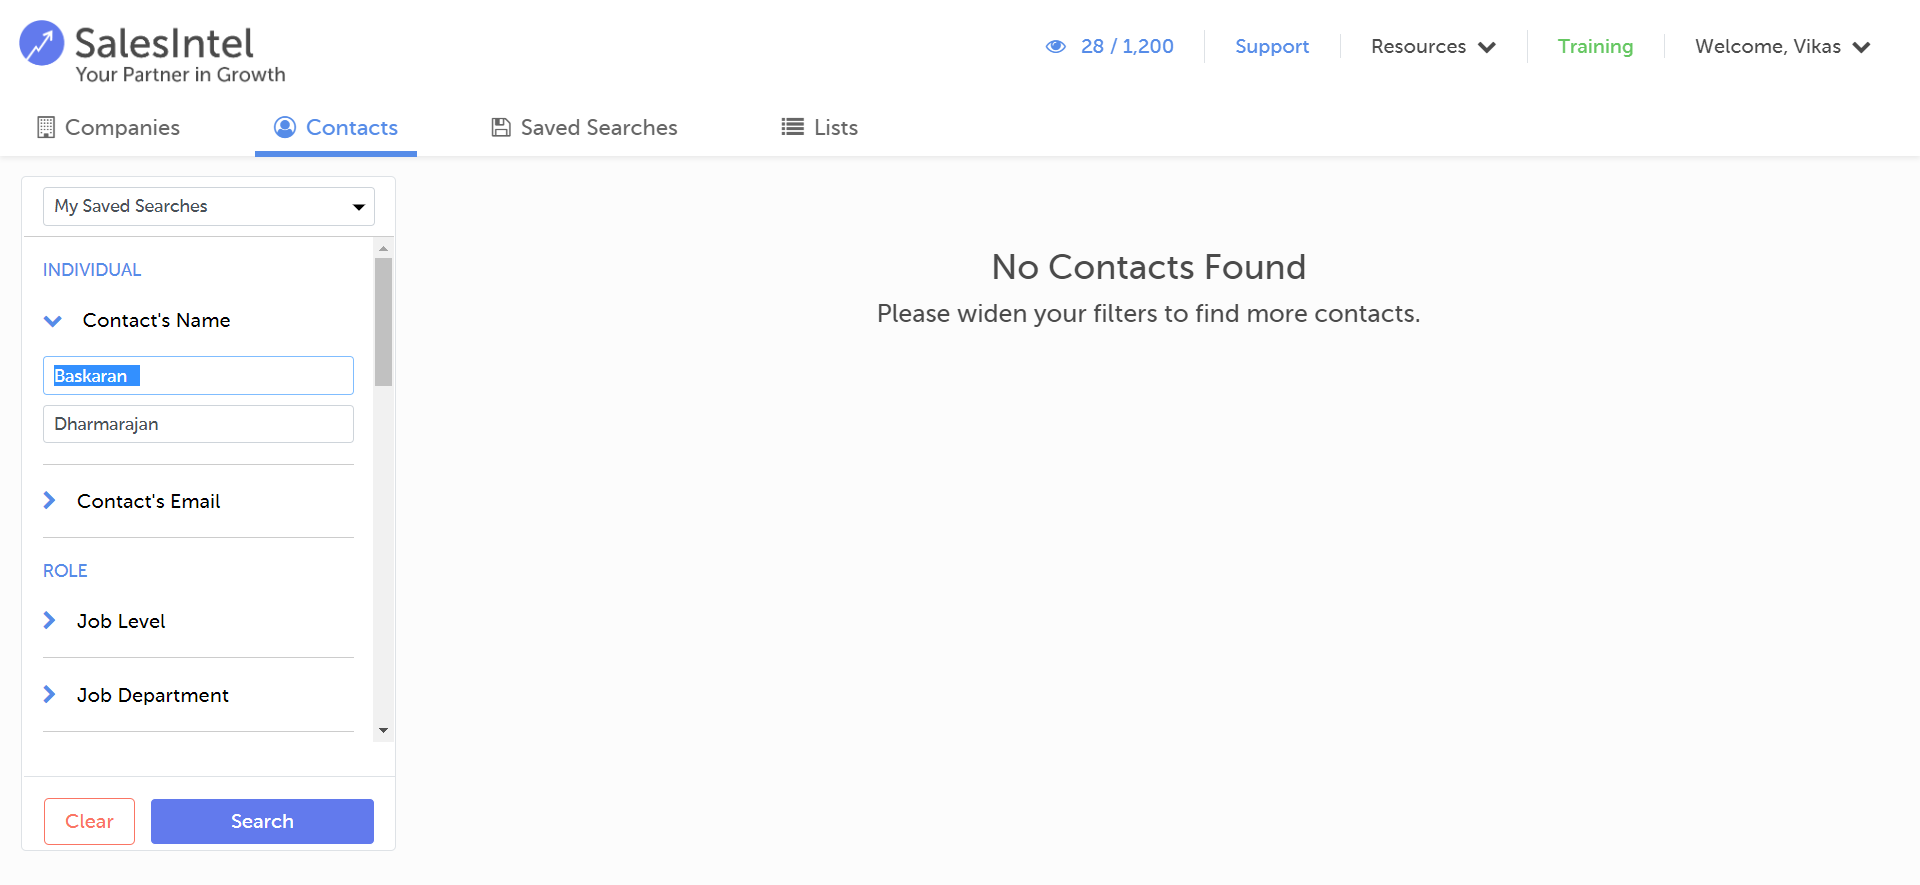 SalesIntel
Your Partner in Growth
28 / 1,200
Support
Resources
Training
Welcome, Vikas
Companies
Contacts
Saved Searches
Lists
My Saved Searches
INDIVIDUAL
Contact's Name
Baskaran
Dharmarajan
Contact's Email
ROLE
Job Level
Job Department
Clear
Search
No Contacts Found
Please widen your filters to find more contacts.